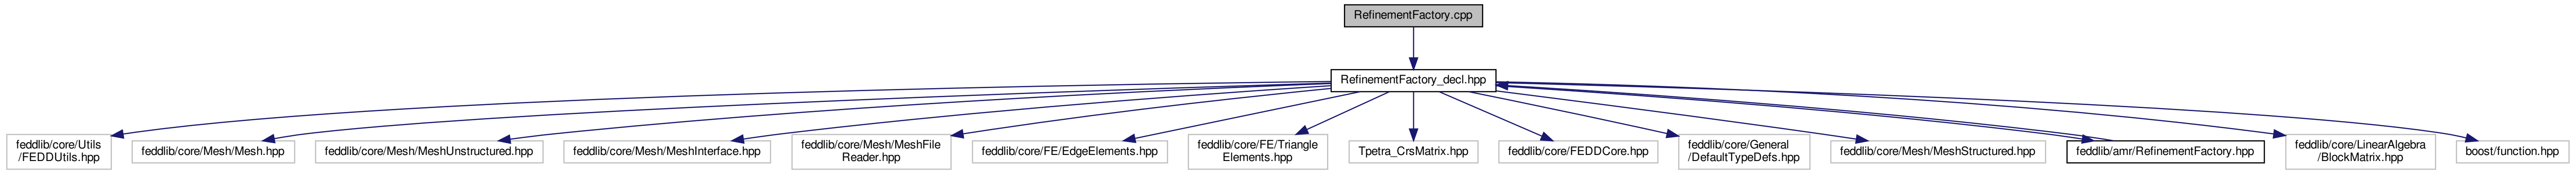 RefinementFactory.cpp
RefinementFactory_decl.hpp
feddlib/core/Utils
/FEDDUtils.hpp
feddlib/core/Mesh/Mesh.hpp
feddlib/core/Mesh/MeshUnstructured.hpp
feddlib/core/Mesh/MeshInterface.hpp
feddlib/core/Mesh/MeshFile
Reader.hpp
feddlib/core/FE/EdgeElements.hpp
feddlib/core/FE/Triangle
Elements.hpp
Tpetra_CrsMatrix.hpp
feddlib/core/FEDDCore.hpp
feddlib/core/General
/DefaultTypeDefs.hpp
feddlib/core/Mesh/MeshStructured.hpp
feddlib/amr/RefinementFactory.hpp
feddlib/core/LinearAlgebra
/BlockMatrix.hpp
boost/function.hpp